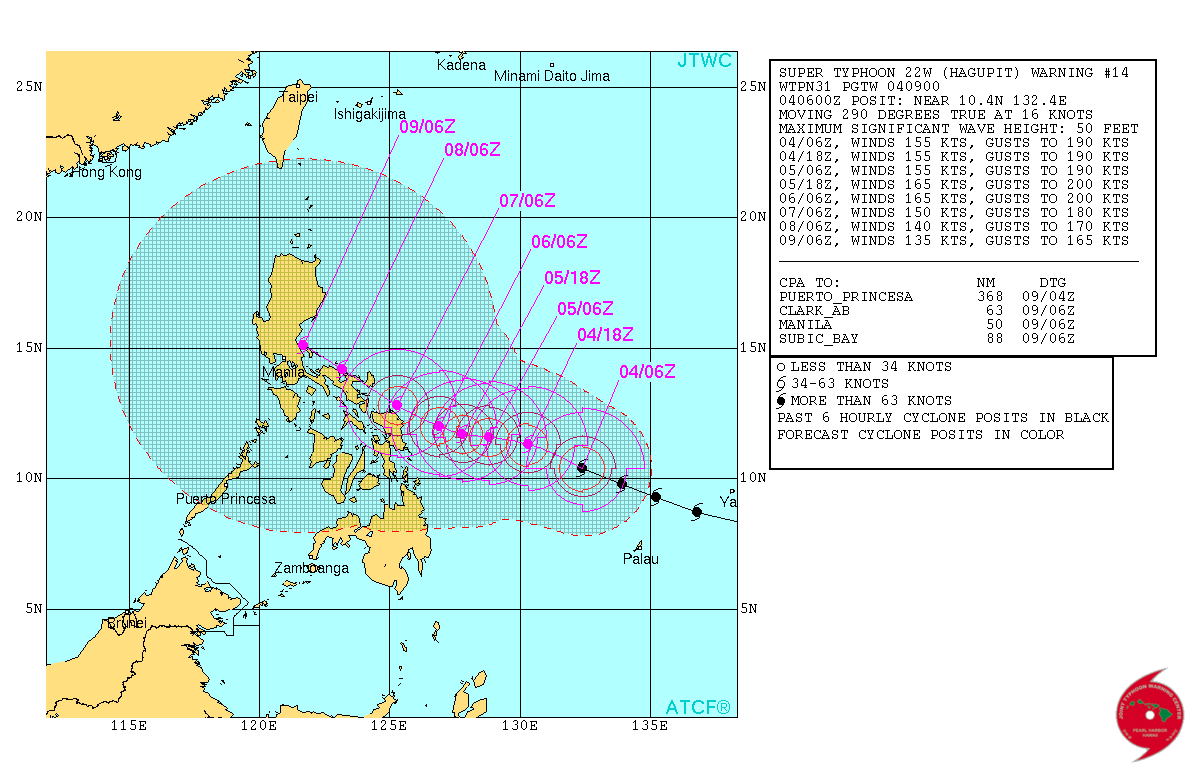 JTWC
Kadena
Minami Daito Jima
25N
25N
Taipei
Ishigakijima
09/06Z
08/06Z
Hong Kong
07/06Z
20N
20N
06/06Z
05/18Z
05/06Z
04/18Z
15N
15N
04/06Z
Manila
10N
10N
Puerto Princesa
Ya
Palau
Zamboanga
5N
5N
Brunei
ATCF®
115E
120E
125E
130E
135E
SUPER TYPHOON 22W (HAGUPIT) WARNING #14
WTPN31 PGTW 040900
040600Z POSIT: NEAR 10.4N 132.4E
MOVING 290 DEGREES TRUE AT 16 KNOTS
MAXIMUM SIGNIFICANT WAVE HEIGHT: 50 FEET
04/06Z, WINDS 155 KTS, GUSTS TO 190 KTS
04/18Z, WINDS 155 KTS, GUSTS TO 190 KTS
05/06Z, WINDS 155 KTS, GUSTS TO 190 KTS
05/18Z, WINDS 165 KTS, GUSTS TO 200 KTS
06/06Z, WINDS 165 KTS, GUSTS TO 200 KTS
07/06Z, WINDS 150 KTS, GUSTS TO 180 KTS
08/06Z, WINDS 140 KTS, GUSTS TO 170 KTS
09/06Z, WINDS 135 KTS, GUSTS TO 165 KTS
CPA TO: NM DTG
PUERTO_PRINCESA 368 09/04Z
CLARK_AB 63 09/06Z
MANILA 50 09/06Z
SUBIC_BAY 88 09/06Z
LESS THAN 34 KNOTS
34-63 KNOTS
MORE THAN 63 KNOTS
PAST 6 HOURLY CYCLONE POSITS IN BLACK
FORECAST CYCLONE POSITS IN COLOR
JOINT TYPHOON WARNING CENTER
PEARL HARBOR
HAWAII